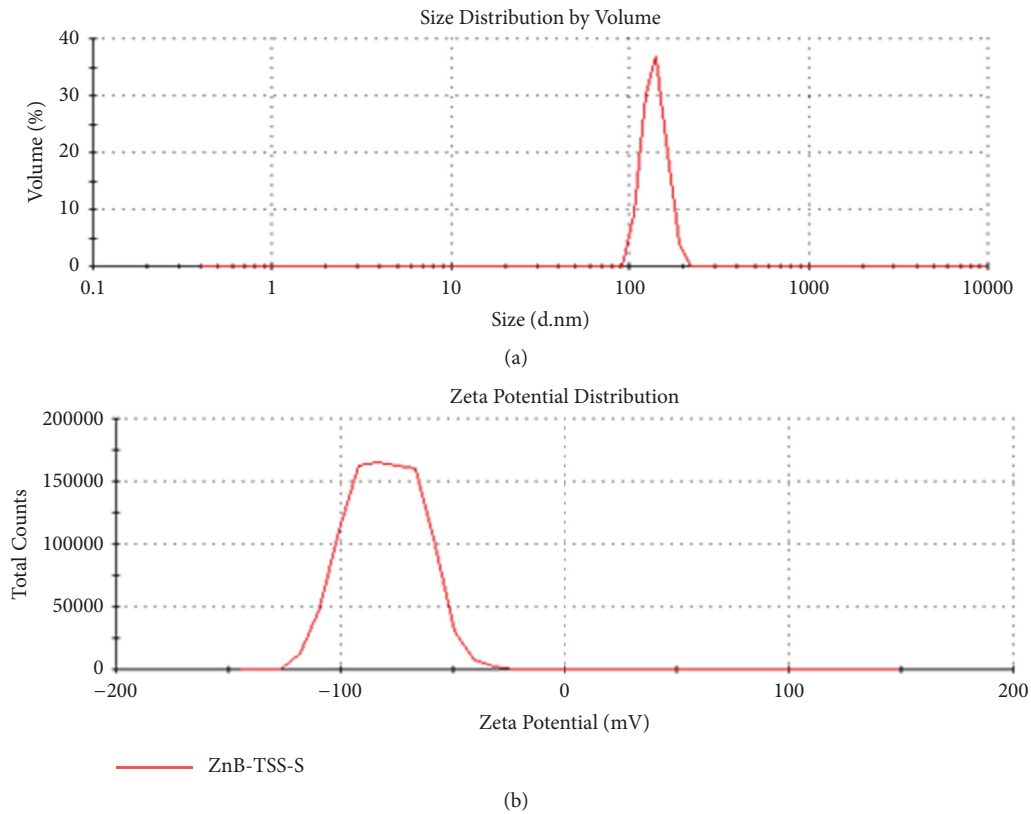 Size Distribution by Volume
40
30
20
10
0
Volume (%)
0.1 1 10 100 1000 10000
Size (d.nm)
(a)
Zeta Potential Distribution
200000
150000
100000
50000
0
Total Counts
−200 −100 0 100 200
Zeta Potential (mV)
ZnB-TSS-S
(b)